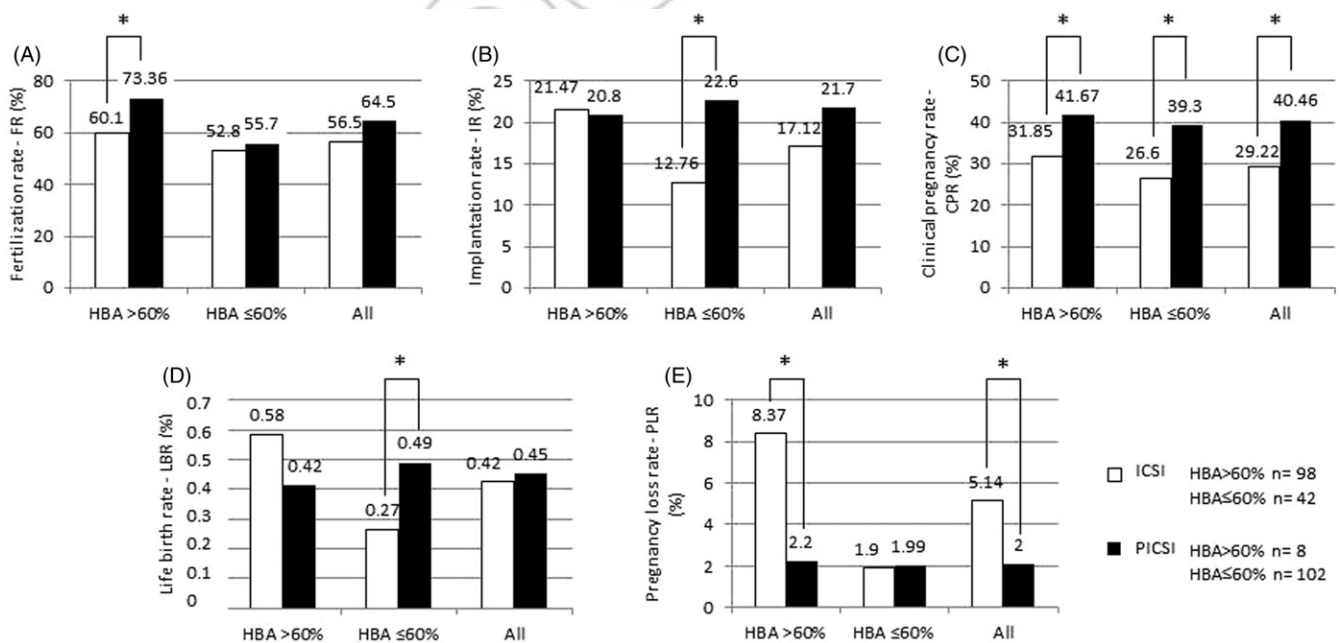 (A)
*
Fertilization rate - FR (%)
80
60
40
20
0
60.1
73.36
52.8
55.7
56.5
64.5
HBA >60%
HBA ≤60%
All
(B)
*
Implantation rate - IR (%)
25
20
15
10
5
0
21.47
20.8
12.76
22.6
17.12
21.7
HBA >60%
HBA ≤60%
All
(C)
*
*
*
Clinical pregnancy rate -
CPR (%)
50
40
30
20
10
0
31.85
41.67
26.6
39.3
29.22
40.46
HBA >60%
HBA ≤60%
All
(D)
*
Life birth rate - LBR (%)
0.7
0.6
0.5
0.4
0.3
0.2
0.1
0
0.58
0.42
0.27
0.49
0.42
0.45
HBA >60%
HBA ≤60%
All
(E)
*
*
Pregnancy loss rate - PLR
(%)
10
8
6
4
2
0
8.37
2.2
1.9
1.99
5.14
2
HBA >60%
HBA ≤60%
All
ICSI HBA>60% n= 98
HBA≤60% n= 42
PICSI HBA>60% n= 8
HBA≤60% n= 102